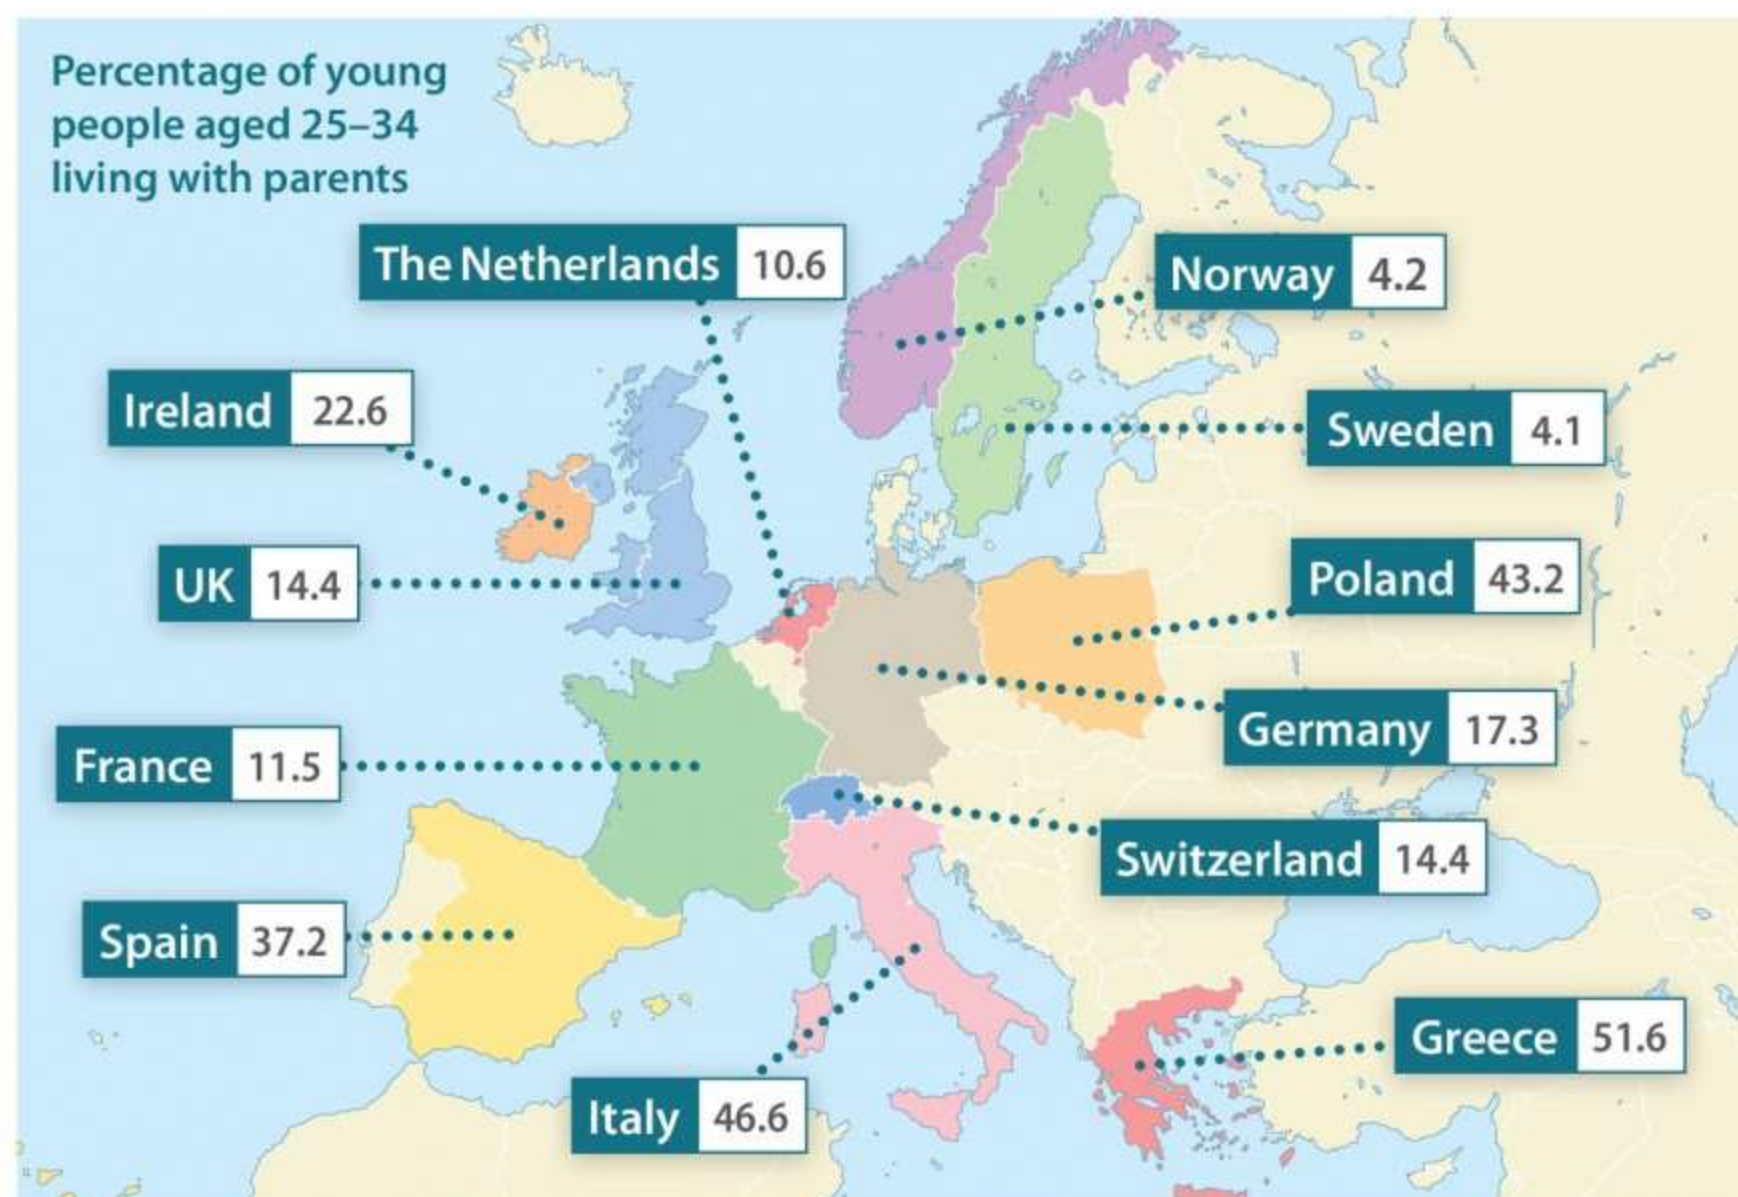 Percentage of young
people aged 25–34
living with parents
The Netherlands 10.6
Norway 4.2
Ireland 22.6
Sweden 4.1
UK 14.4
Poland 43.2
Germany 17.3
France 11.5
Switzerland 14.4
Spain 37.2
Greece 51.6
Italy 46.6